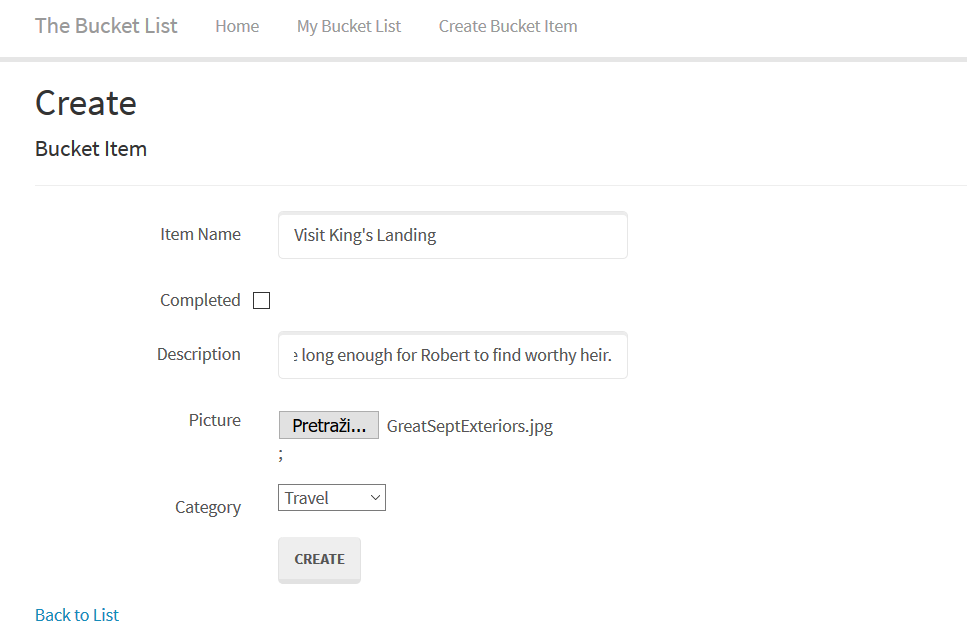 The Bucket List Home My Bucket List Create Bucket Item
Create
Bucket Item
Item Name Visit King's Landing
Completed
Description long enough for Robert to find worthy heir.
Picture Pretraži... GreatSeptExteriors.jpg
;
Category Travel
CREATE
Back to List